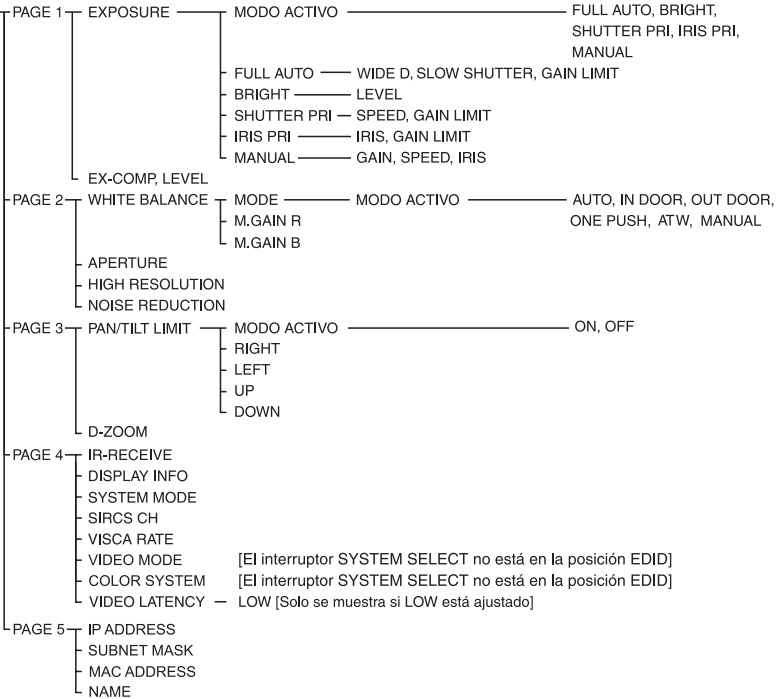 PAGE 1 EXPOSURE MODO ACTIVO FULL AUTO, BRIGHT,
SHUTTER PRI, IRIS PRI,
MANUAL
FULL AUTO WIDE D, SLOW SHUTTER, GAIN LIMIT
BRIGHT LEVEL
SHUTTER PRI SPEED, GAIN LIMIT
IRIS PRI IRIS, GAIN LIMIT
MANUAL GAIN, SPEED, IRIS
EX-COMP, LEVEL
PAGE 2 WHITE BALANCE MODE MODO ACTIVO AUTO, IN DOOR, OUT DOOR,
M.GAIN R ONE PUSH, ATW, MANUAL
M.GAIN B
APERTURE
HIGH RESOLUTION
NOISE REDUCTION
PAGE 3 PAN/TILT LIMIT MODO ACTIVO ON, OFF
RIGHT
LEFT
UP
DOWN
D-ZOOM
PAGE 4 IR-RECEIVE
DISPLAY INFO
SYSTEM MODE
SIRCS CH
VISCA RATE
VIDEO MODE [El interruptor SYSTEM SELECT no está en la posición EDID]
COLOR SYSTEM [El interruptor SYSTEM SELECT no está en la posición EDID]
VIDEO LATENCY LOW [Solo se muestra si LOW está ajustado]
PAGE 5 IP ADDRESS
SUBNET MASK
MAC ADDRESS
NAME